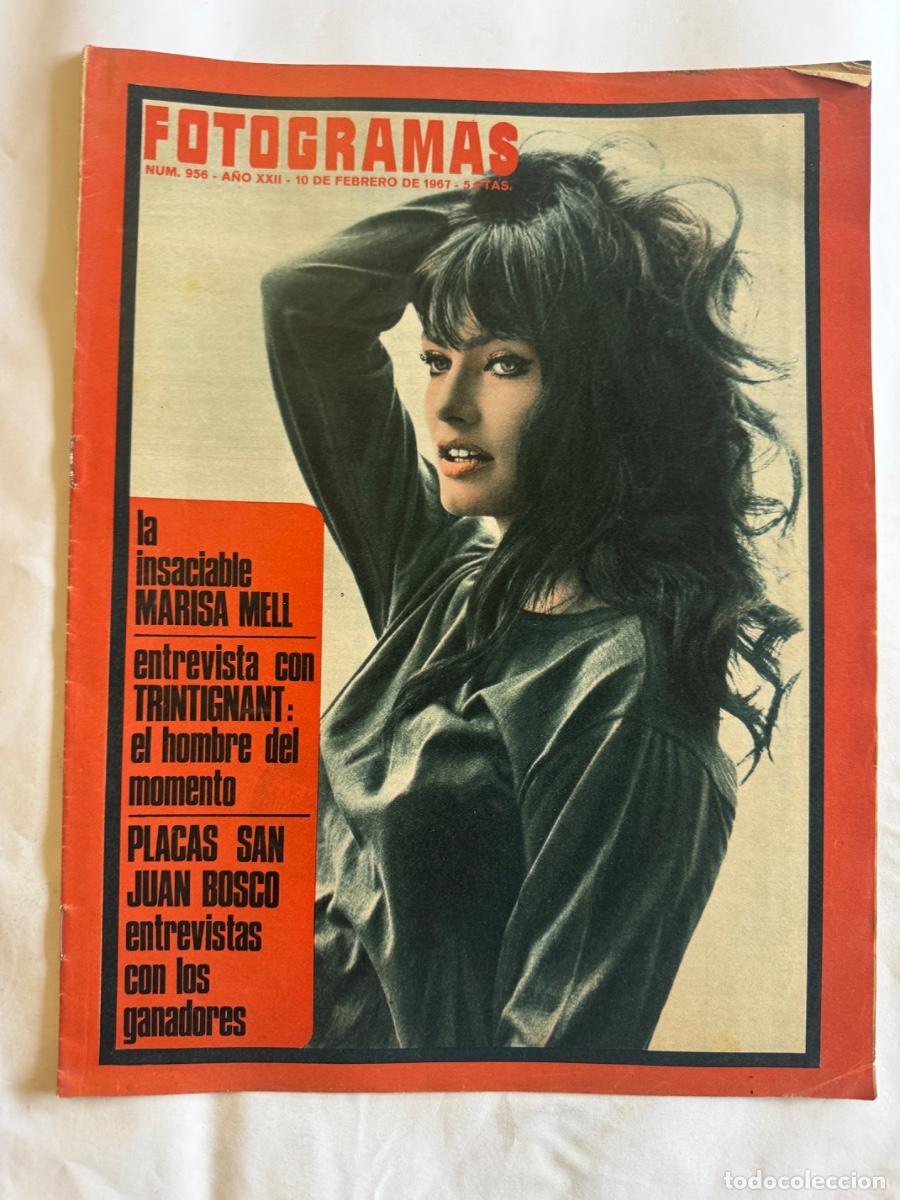 FOTOGRAMAS
NUM. 956 - AÑO XXII - 10 DE FEBRERO DE 1967 - 5 PTAS.
la
insaciable
MARISA MELL
entrevista con
TRINTIGNANT:
el hombre del
momento
PLACAS SAN
JUAN BOSCO
entrevistas
con los
ganadores
todocoleccion